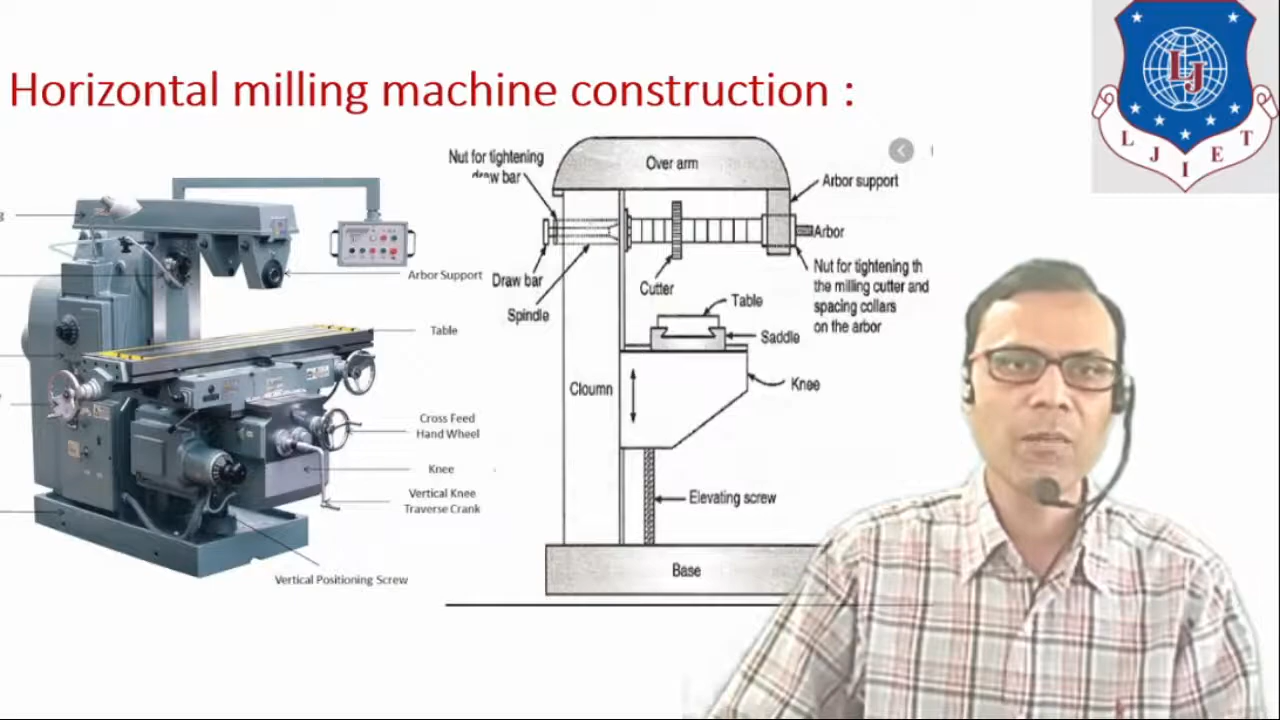 Horizontal milling machine construction :
L J I E T
LJ
Arbor Support
Table
Cross Feed
Hand Wheel
Knee
Vertical Knee
Traverse Crank
Vertical Positioning Screw
Nut for tightening
draw bar
Over arm
Arbor support
Arbor
Draw bar
Spindle
Cutter
Nut for tightening th
the milling cutter and
spacing collars
on the arbor
Table
Saddle
Cloumn
Knee
Elevating screw
Base